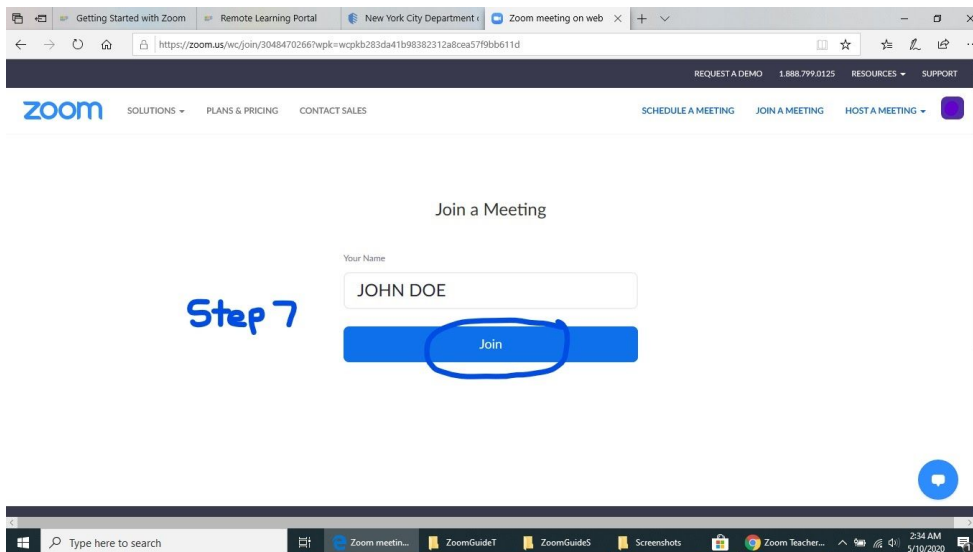 Getting Started with Zoom
Remote Learning Portal
New York City Department
Zoom meeting on web
https://zoom.us/wc/join/3048470266?wpk=wcpkb283da41b98382312a8cea57f9bb611d
REQUEST A DEMO 1.888.799.0125 RESOURCES SUPPORT
zoom SOLUTIONS PLANS & PRICING CONTACT SALES SCHEDULE A MEETING JOIN A MEETING HOST A MEETING
Join a Meeting
Your Name
JOHN DOE
Step 7
Join
Type here to search
Zoom meetin...
ZoomGuideT
ZoomGuideS
Screenshots
Zoom Teacher...
2:34 AM
5/10/2020